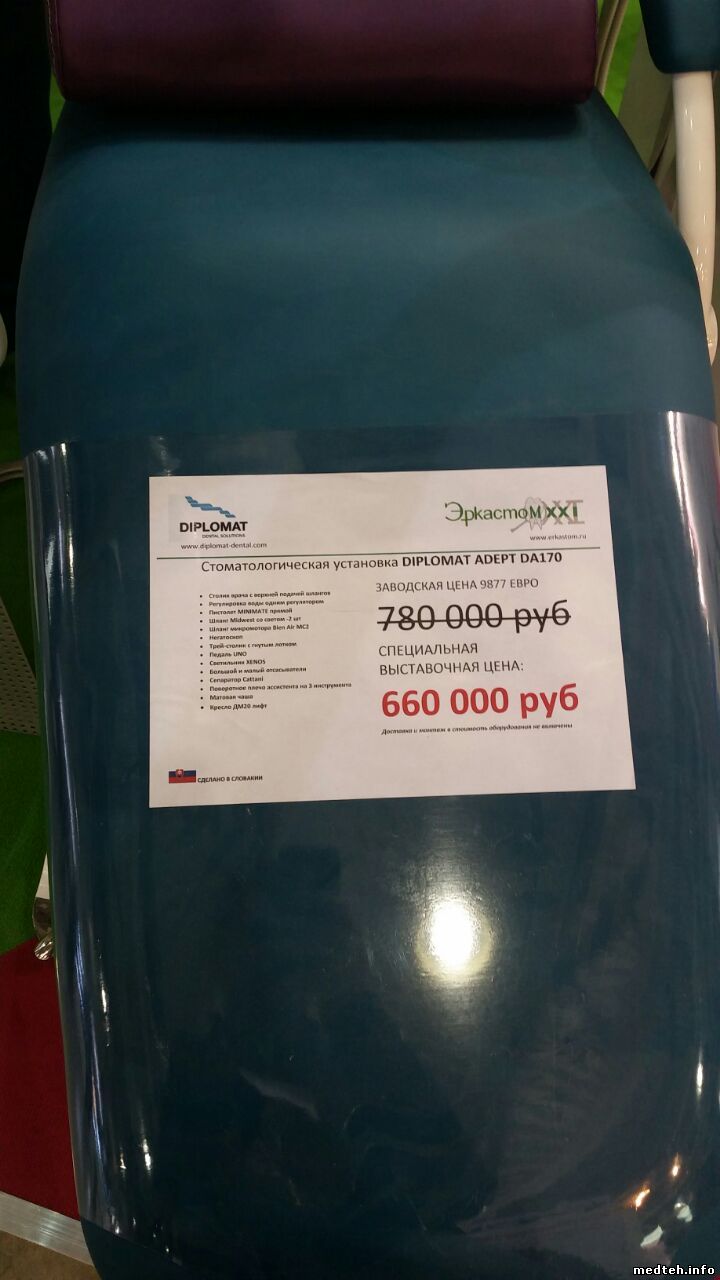 DIPLOMAT
DENTAL SOLUTIONS
www.diplomat-dental.com
Эркастом XXI
www.erkastom.ru
Стоматологическая установка DIPLOMAT ADEPT DA170
• Столик врача с верхней подачей шлангов
• Регулировка воды одним регулятором
• Пистолет MINIMATE прямой
• Шланг Midwest со светом -2 шт
• Шланг микромотора Bien Air MC2
• Негатоскоп
• Трей-столик с гнутым лотком
• Педаль UNO
• Светильник XENOS
• Большой и малый отсасыватели
• Сепаратор Cattani
• Поворотное плечо ассистента на 3 инструмента
• Матовая чаша
• Кресло ДМ20 лифт
ЗАВОДСКАЯ ЦЕНА 9877 ЕВРО
780 000 руб
СПЕЦИАЛЬНАЯ
ВЫСТАВОЧНАЯ ЦЕНА:
660 000 руб
Доставка и монтаж в стоимость оборудования не включены
СДЕЛАНО В СЛОВАКИИ
medteh.info